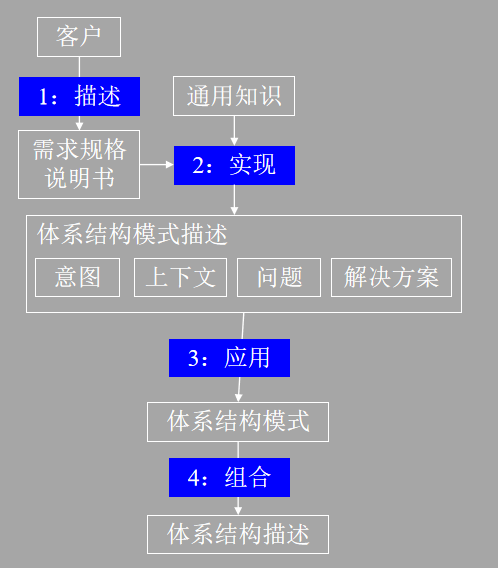 客户
1：描述
通用知识
需求规格
说明书
2：实现
体系结构模式描述
意图
上下文
问题
解决方案
3：应用
体系结构模式
4：组合
体系结构描述